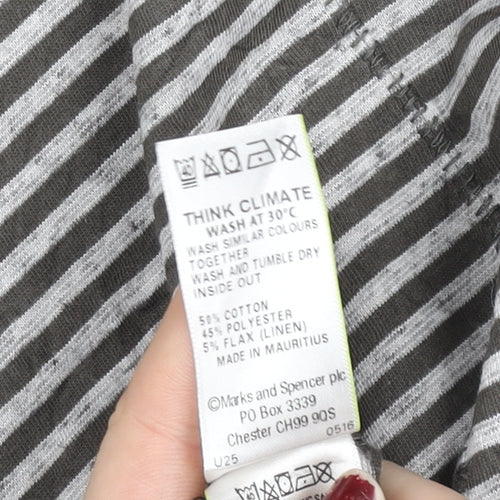 40
THINK CLIMATE
WASH AT 30°C
WASH SIMILAR COLOURS
TOGETHER
WASH AND TUMBLE DRY
INSIDE OUT
50% COTTON
45% POLYESTER
5% FLAX (LINEN)
MADE IN MAURITIUS
©Marks and Spencer plc
PO Box 3339
Chester CH99 9QS
U25 0516